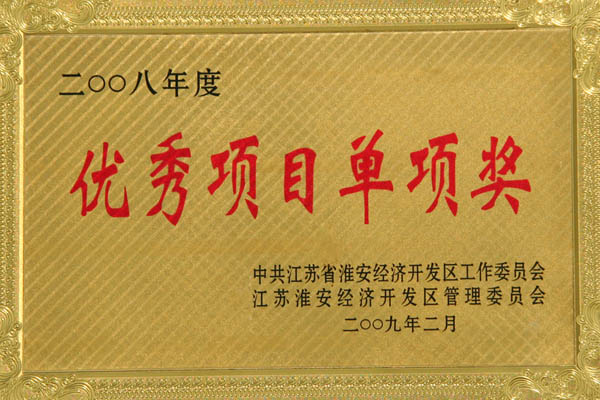 二〇〇八年度
优秀项目单项奖
中共江苏省淮安经济开发区工作委员会
江苏淮安经济开发区管理委员会
二〇〇九年二月